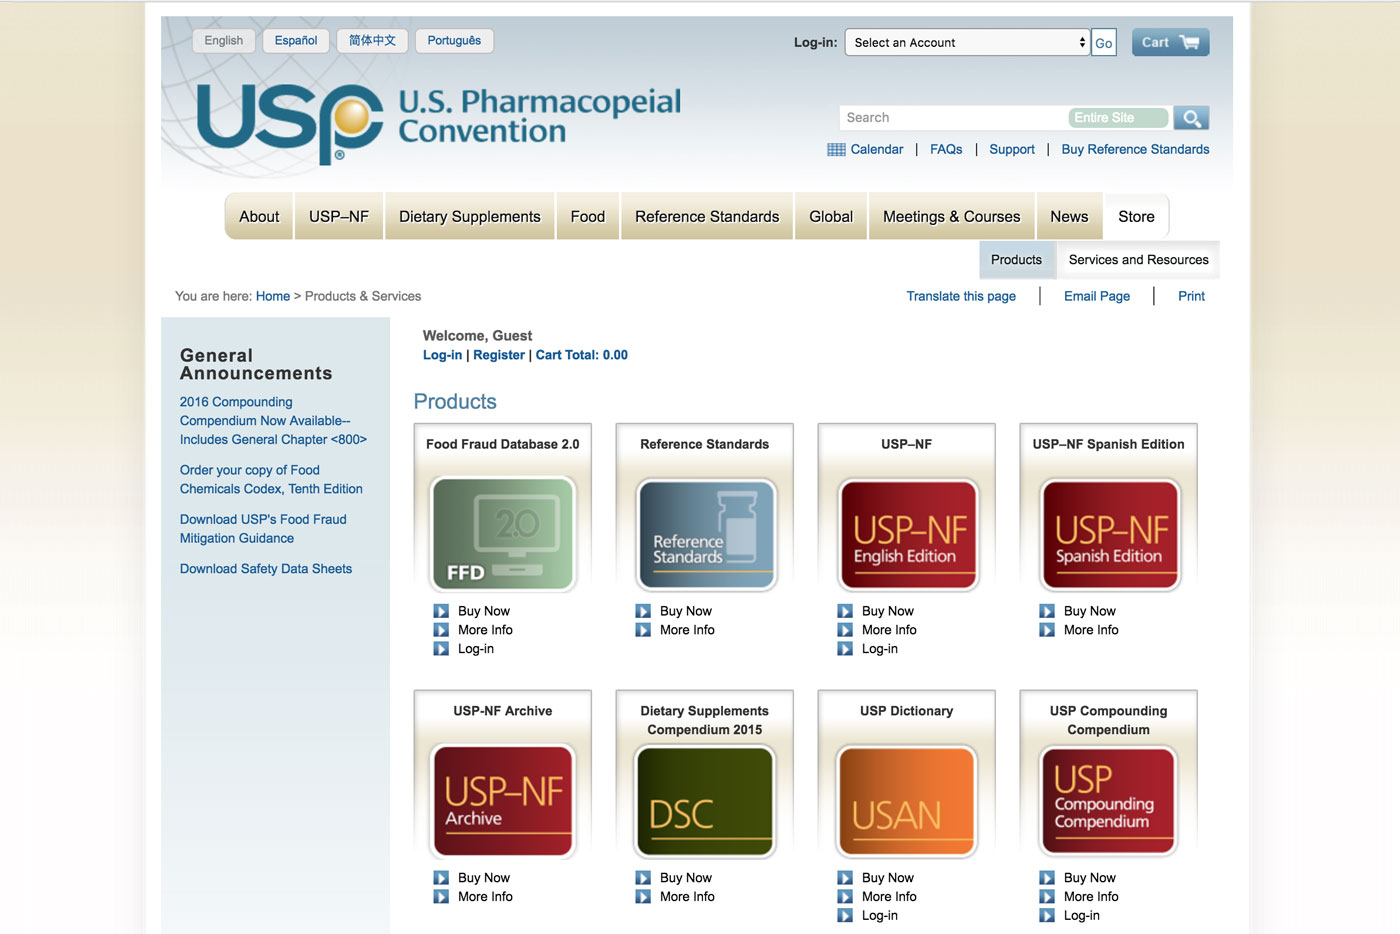 English Español 简体中文 Português
Log-in: Select an Account Go Cart
USP® U.S. Pharmacopeial
Convention
Search Entire Site
Calendar | FAQs | Support | Buy Reference Standards
About USP–NF Dietary Supplements Food Reference Standards Global Meetings & Courses News Store
Products Services and Resources
You are here: Home > Products & Services
Translate this page | Email Page | Print
General
Announcements
2016 Compounding
Compendium Now Available--
Includes General Chapter <800>
Order your copy of Food
Chemicals Codex, Tenth Edition
Download USP's Food Fraud
Mitigation Guidance
Download Safety Data Sheets
Welcome, Guest
Log-in | Register | Cart Total: 0.00
Products
Food Fraud Database 2.0
2.0
FFD
Buy Now
More Info
Log-in
Reference Standards
Reference
Standards
Buy Now
More Info
USP–NF
USP–NF
English Edition
Buy Now
More Info
Log-in
USP–NF Spanish Edition
USP–NF
Spanish Edition
Buy Now
More Info
USP-NF Archive
USP–NF
Archive
Buy Now
More Info
Dietary Supplements
Compendium 2015
DSC
Buy Now
More Info
USP Dictionary
USAN
Buy Now
More Info
Log-in
USP Compounding
Compendium
USP
Compounding
Compendium
Buy Now
More Info
Log-in